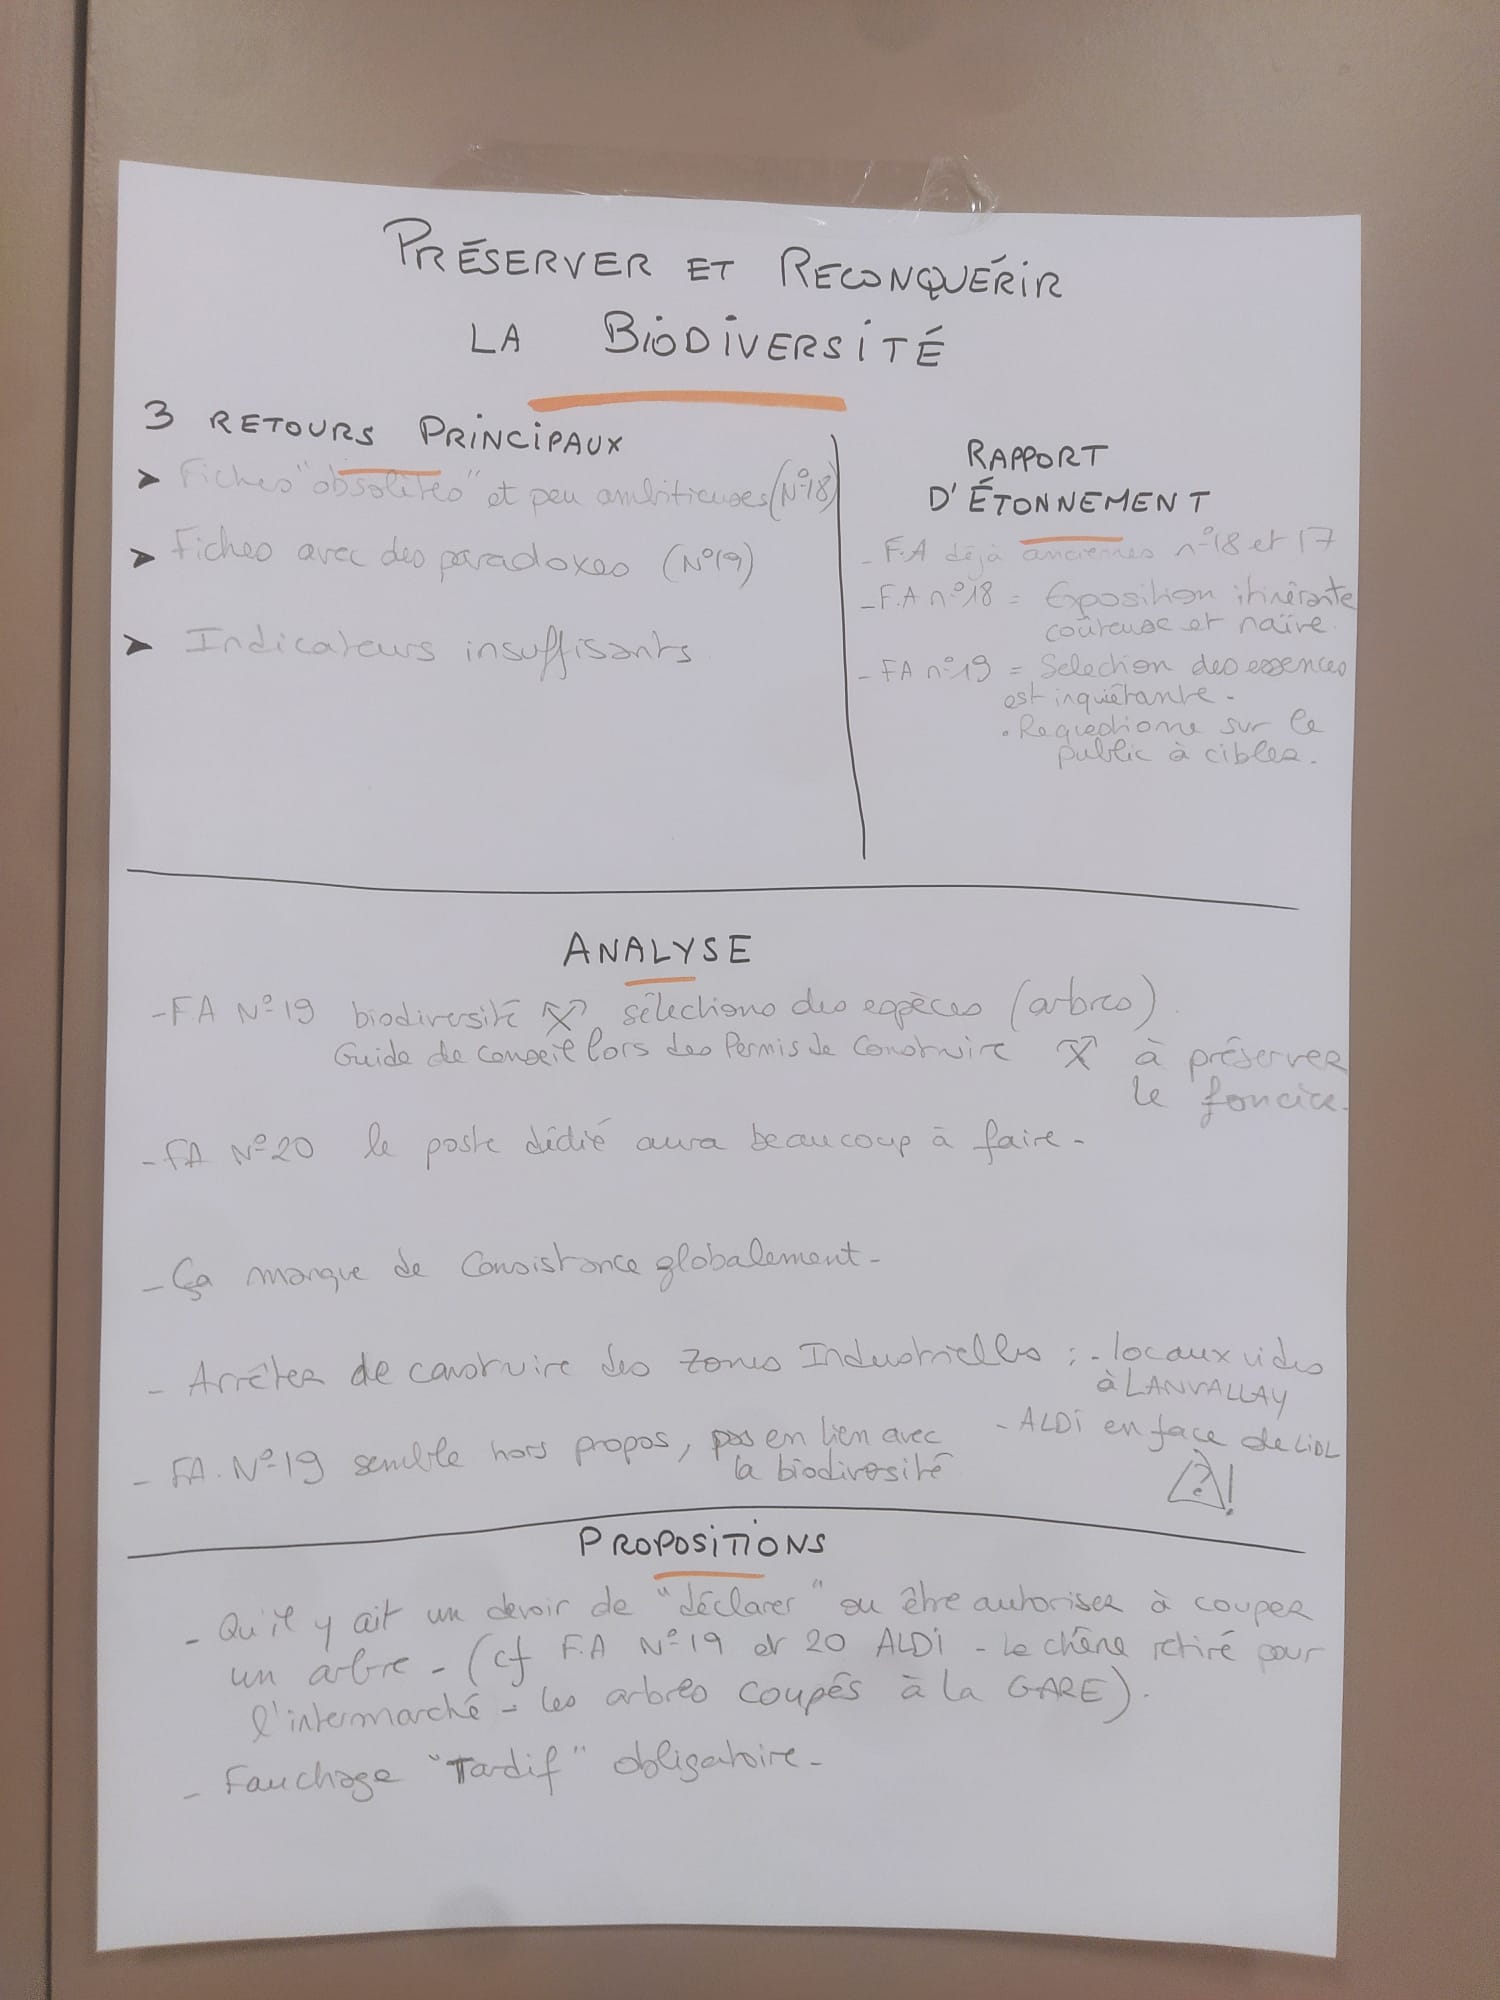 PRÉSERVER ET RECONQUÉRIR
LA BIODIVERSITÉ
3 RETOURS PRINCIPAUX
➤ Fiches "obsolètes" et peu ambitieuses (N°18)
➤ Fiches avec des paradoxes (N°19)
➤ Indicateurs insuffisants
RAPPORT
D'ÉTONNEMENT
- F.A déjà anciennes n°18 et 17
- F.A n°18 = Exposition itinérante
coûteuse et naïve.
- FA n°19 = Selection des essences
est inquiétante.
• Requestionne sur le
public à cibler.
ANALYSE
- F.A N°19 biodiversité sélections des espèces (arbres)
Guide de conseil lors des Permis de Construire à préserver
le foncier.
- FA N°20 le poste dédié aura beaucoup à faire -
- Ça manque de Consistance globalement -
- Arrêter de construire des zones Industrielles : - locaux vides
à LANVALLAY
- ALDI en face de LIDL
?!
- FA. N°19 semble hors propos, pas en lien avec
la biodiversité
PROPOSITIONS
- Qu'il y ait un devoir de "déclarer" ou être autoriser à couper
un arbre - (cf F.A N°19 et 20 ALDI - le chêne retiré pour
l'intermarché - les arbres coupés à la GARE).
- Fauchage "Tardif" obligatoire -